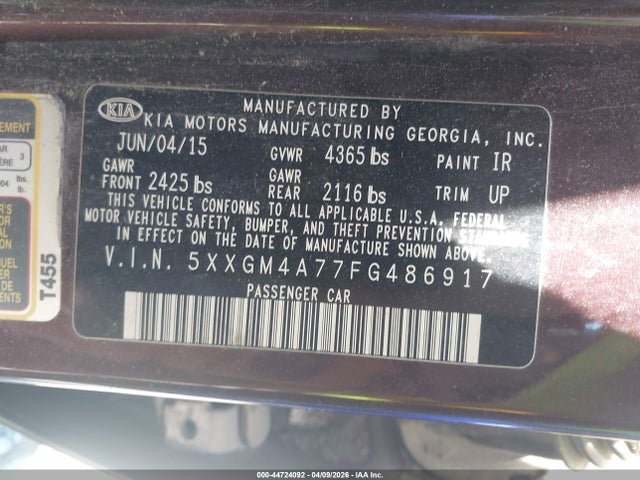 KIA
MANUFACTURED BY
KIA MOTORS MANUFACTURING GEORGIA, INC.
JUN/04/15 GVWR 4365 lbs PAINT IR
GAWR FRONT 2425 lbs GAWR REAR 2116 lbs TRIM UP
THIS VEHICLE CONFORMS TO ALL APPLICABLE U.S.A. FEDERAL
MOTOR VEHICLE SAFETY, BUMPER, AND THEFT PREVENTION STANDARDS
IN EFFECT ON THE DATE OF MANUFACTURE SHOWN ABOVE.
V.I.N. 5XXGM4A77FG486917
PASSENGER CAR
T455
000-44724092 - 04/09/2026 - IAA, Inc.